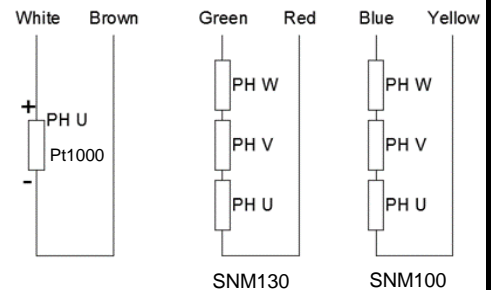 White Brown Green Red Blue Yellow
+ PH U
Pt1000
-
PH W
PH V
PH U
SNM130
PH W
PH V
PH U
SNM100